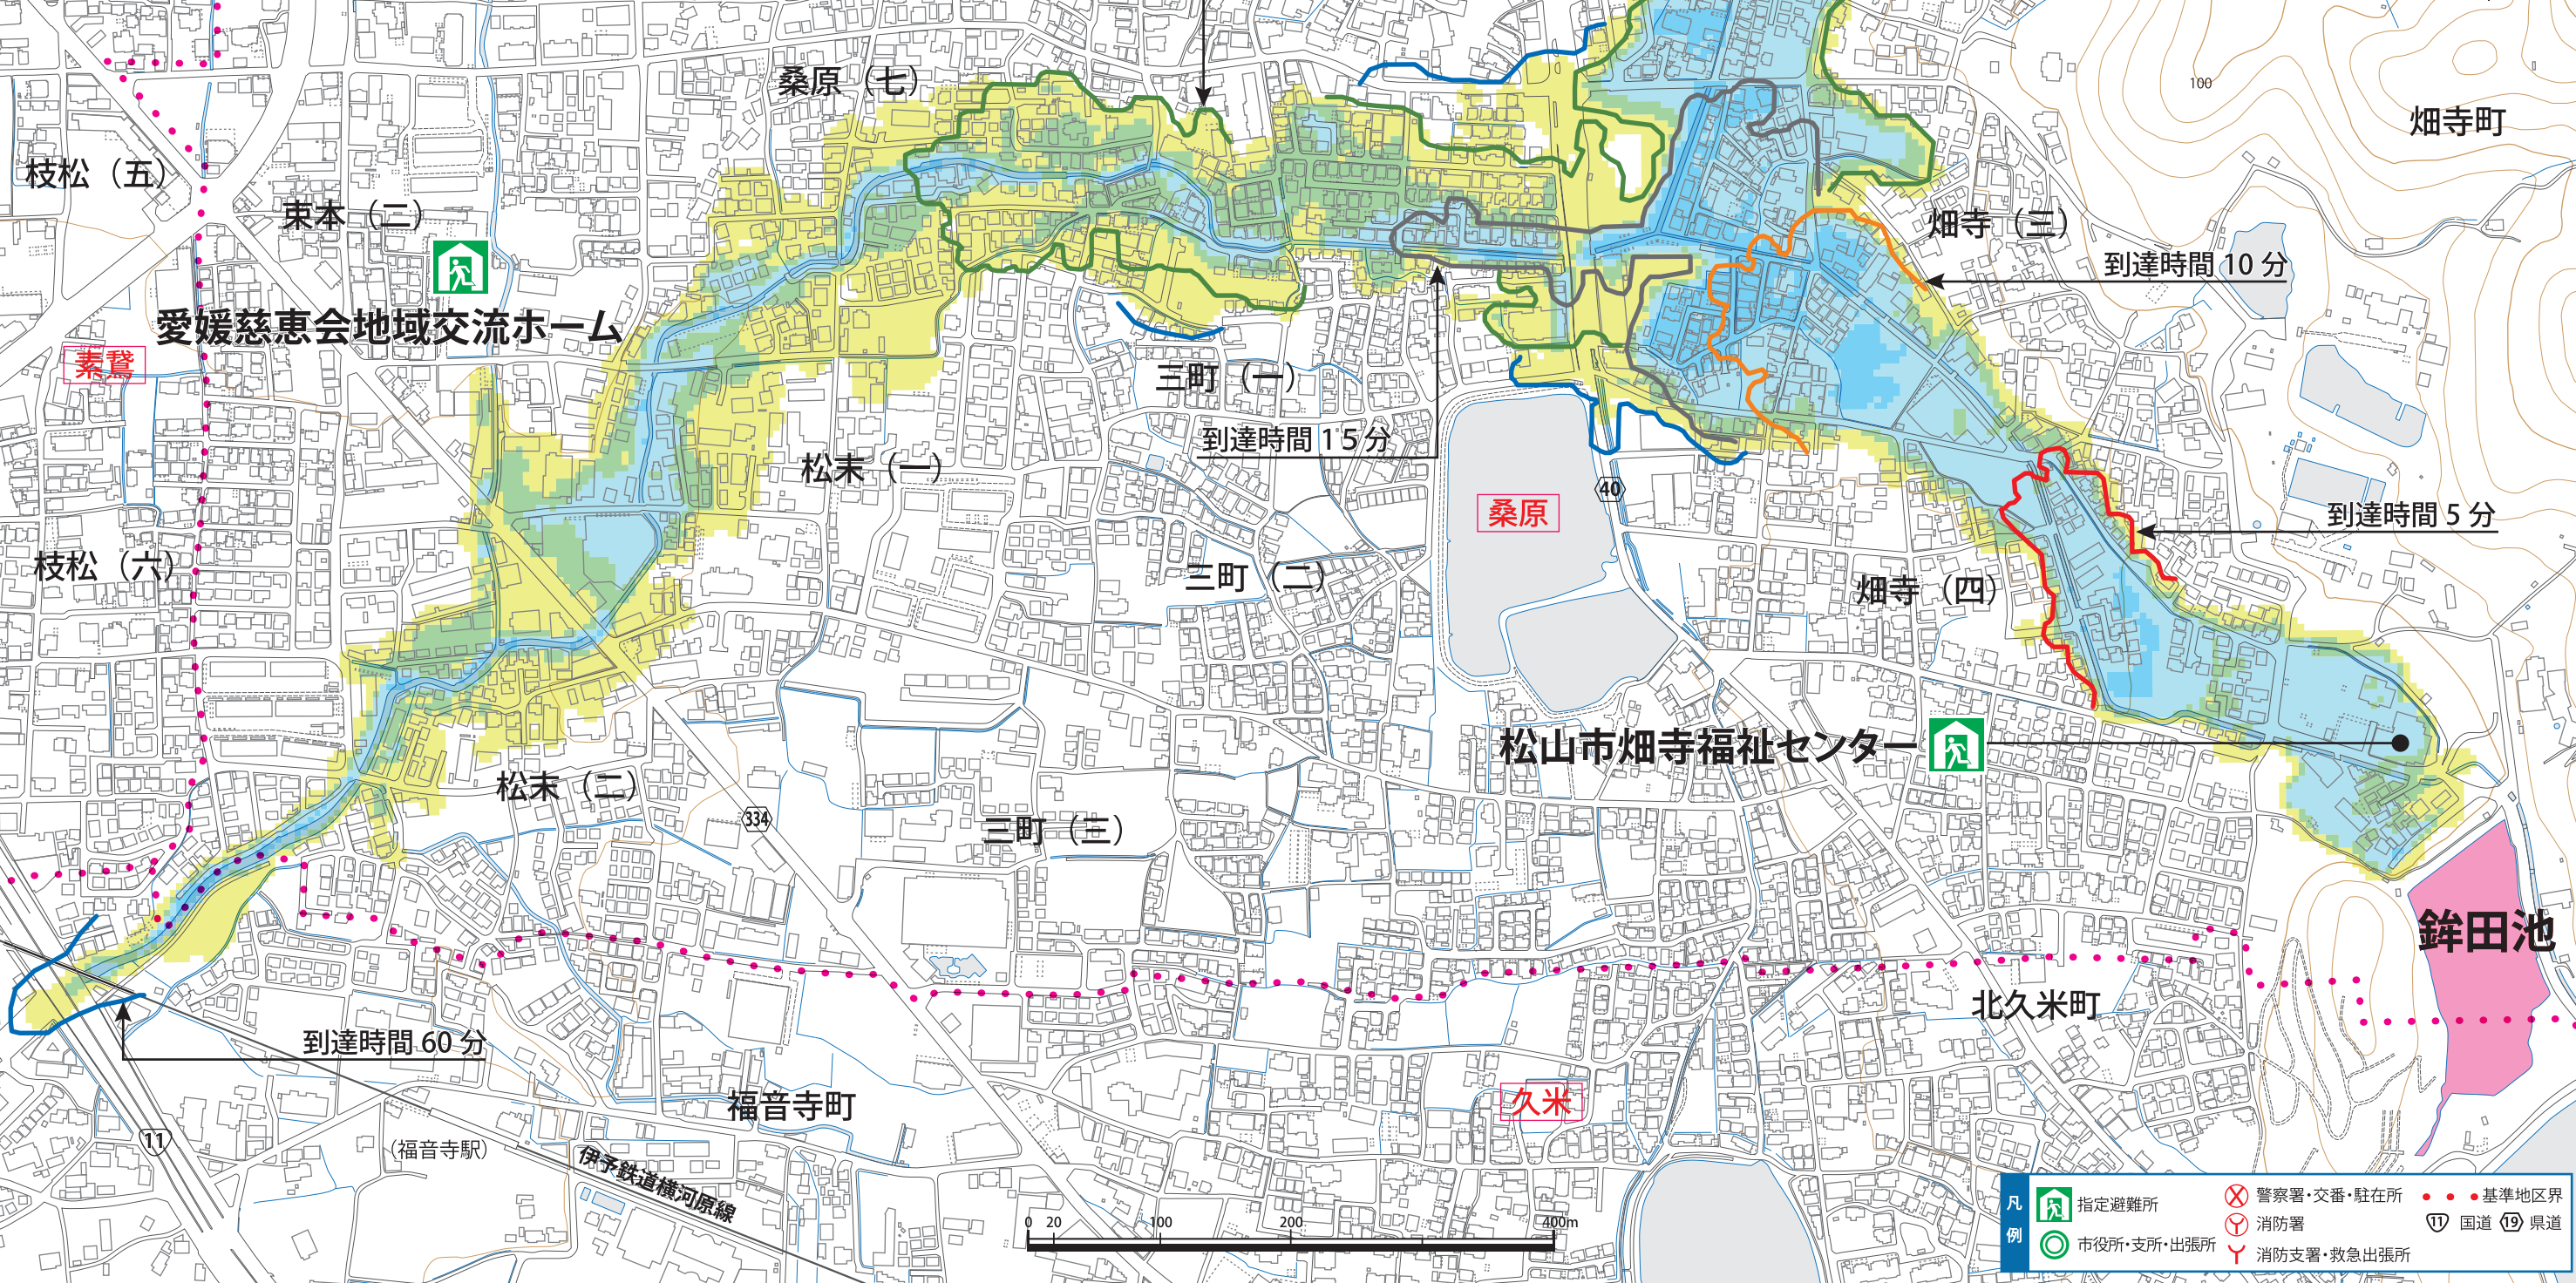 桑原（七）
100
畑寺町
枝松（五）
束本（二）
畑寺（三）
到達時間 10 分
愛媛慈恵会地域交流ホーム
素鵞
三町（一）
到達時間 1 5 分
松末（一）
40
桑原
到達時間 5 分
枝松（六）
三町（二）
畑寺（四）
松山市畑寺福祉センター
松末（二）
334
三町（三）
鉾田池
北久米町
到達時間 60 分
福音寺町
久米
11
（福音寺駅）
伊予鉄道横河原線
0 20 100 200 400m
凡例
指定避難所
市役所・支所・出張所
警察署・交番・駐在所
消防署
消防支署・救急出張所
基準地区界
11 国道 19 県道